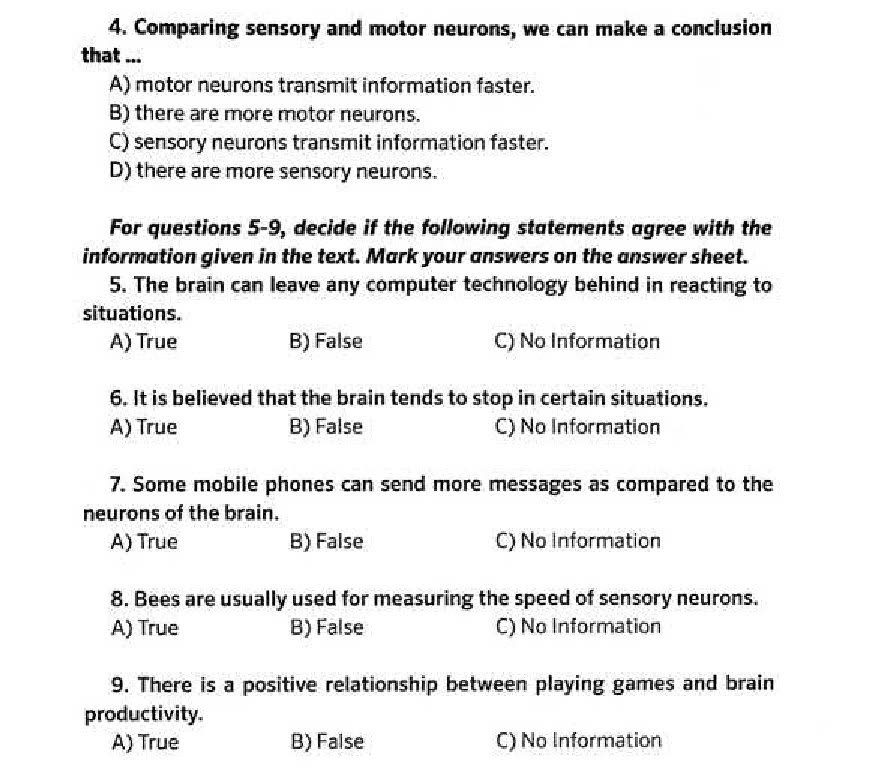 4. Comparing sensory and motor neurons, we can make a conclusion
that ...
A) motor neurons transmit information faster.
B) there are more motor neurons.
C) sensory neurons transmit information faster.
D) there are more sensory neurons.
For questions 5-9, decide if the following statements agree with the
information given in the text. Mark your answers on the answer sheet.
5. The brain can leave any computer technology behind in reacting to
situations.
A) True B) False C) No Information
6. It is believed that the brain tends to stop in certain situations.
A) True B) False C) No Information
7. Some mobile phones can send more messages as compared to the
neurons of the brain.
A) True B) False C) No Information
8. Bees are usually used for measuring the speed of sensory neurons.
A) True B) False C) No Information
9. There is a positive relationship between playing games and brain
productivity.
A) True B) False C) No Information